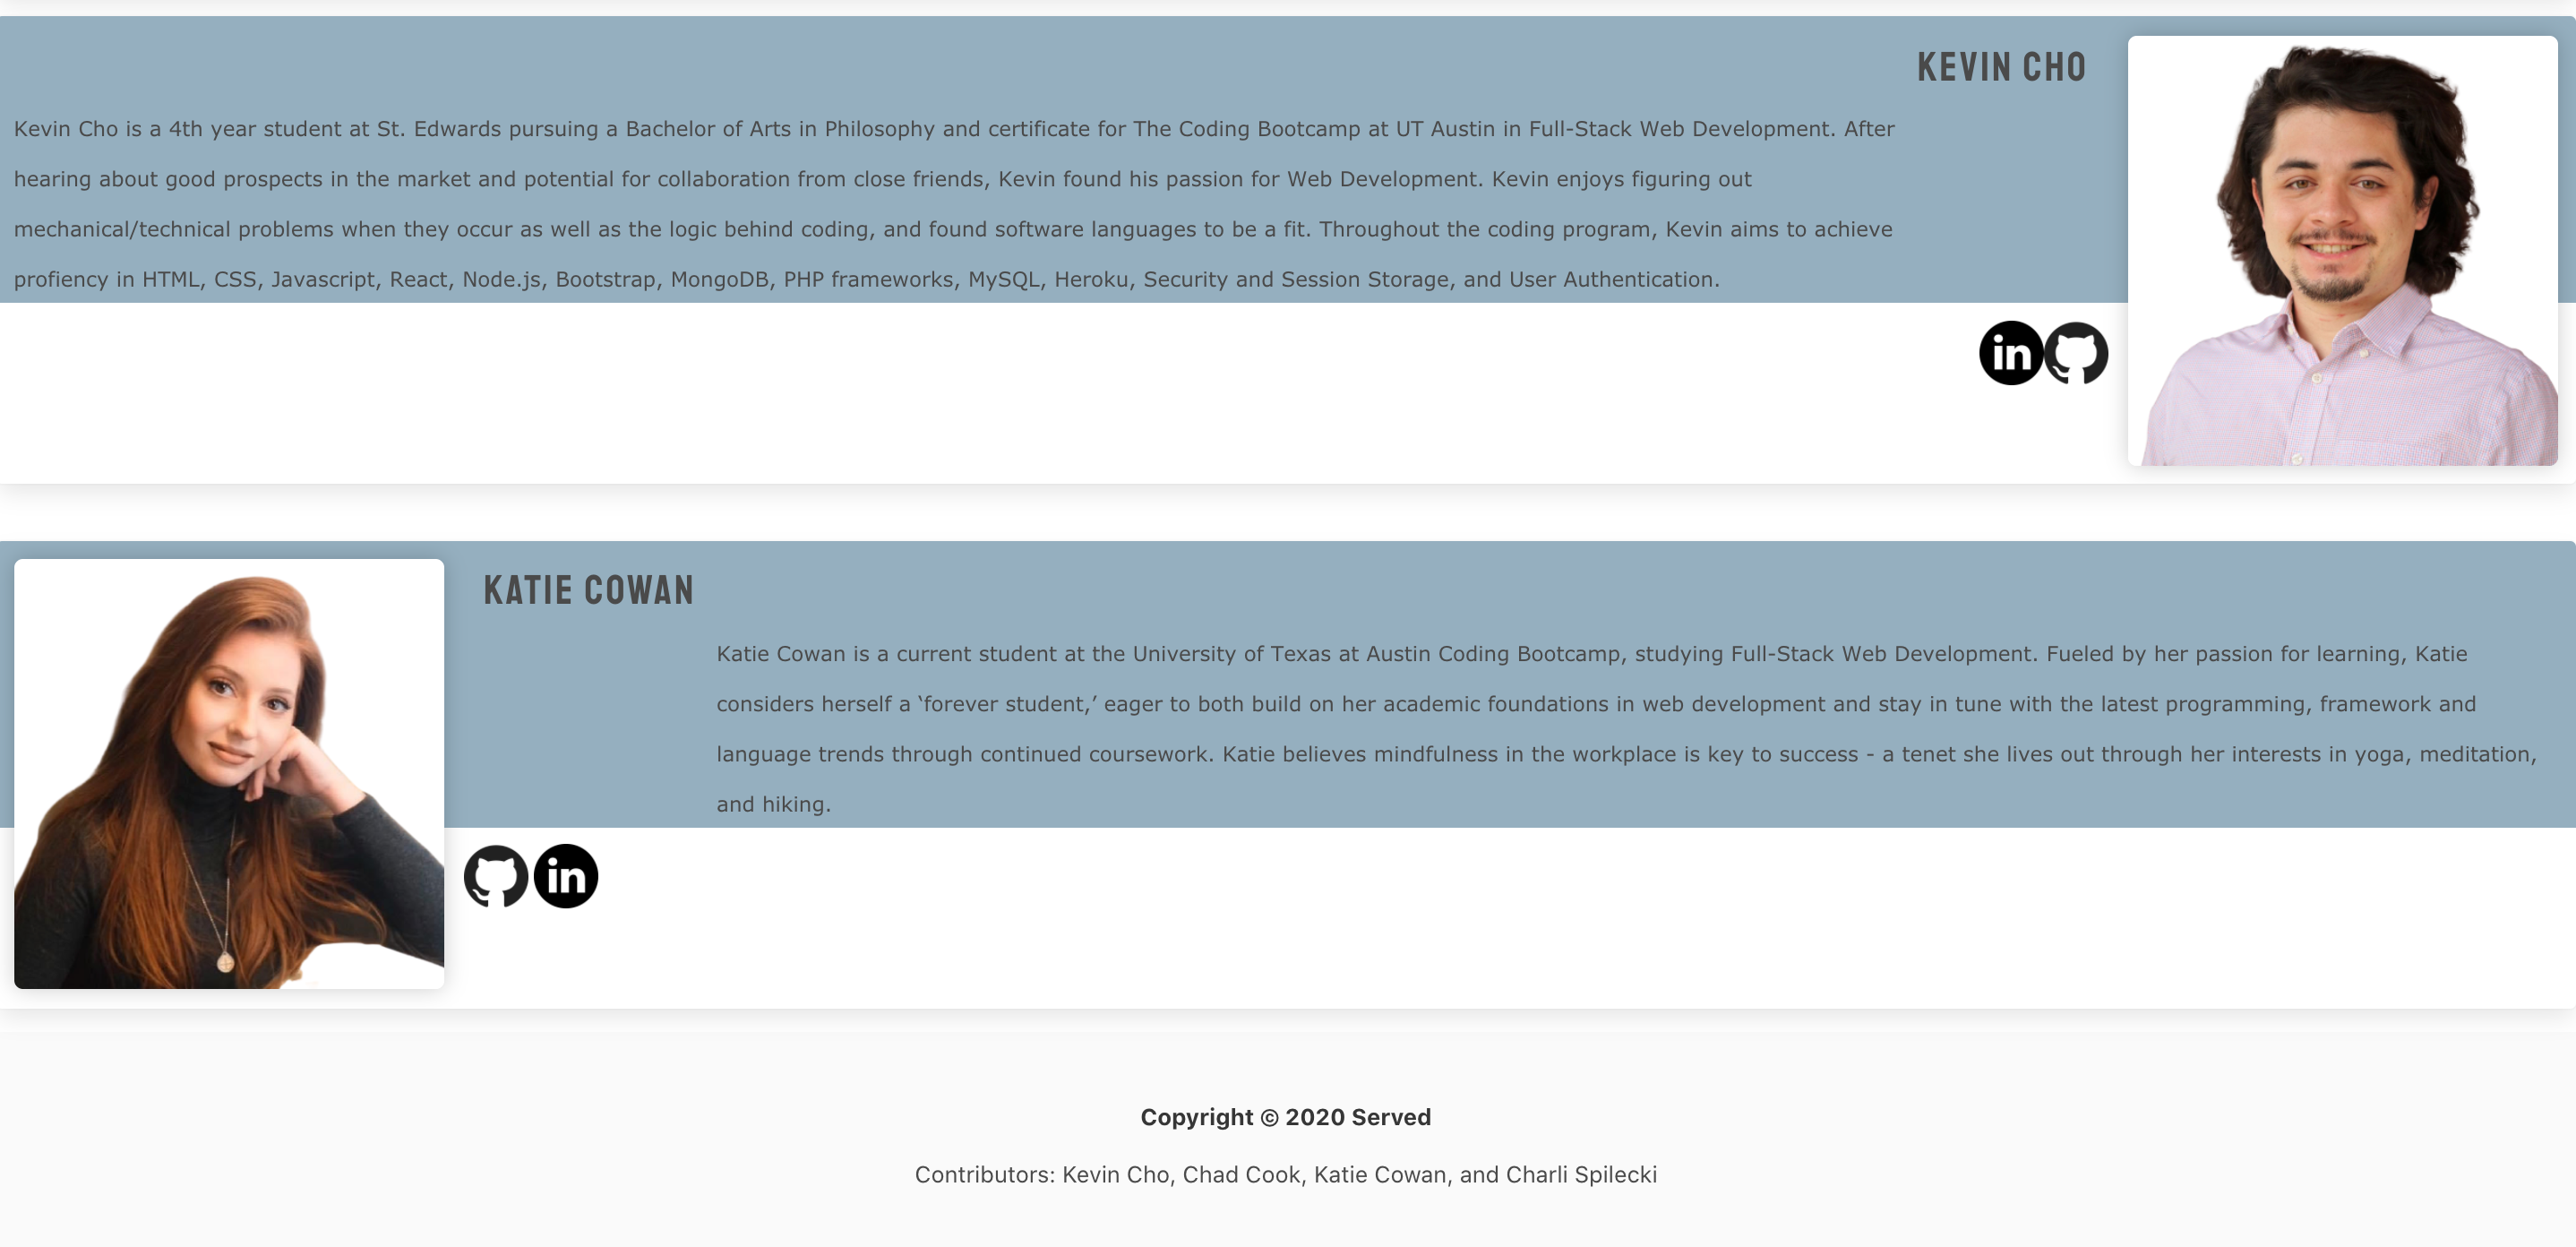 KEVIN CHO
Kevin Cho is a 4th year student at St. Edwards pursuing a Bachelor of Arts in Philosophy and certificate for The Coding Bootcamp at UT Austin in Full-Stack Web Development. After
hearing about good prospects in the market and potential for collaboration from close friends, Kevin found his passion for Web Development. Kevin enjoys figuring out
mechanical/technical problems when they occur as well as the logic behind coding, and found software languages to be a fit. Throughout the coding program, Kevin aims to achieve
profiency in HTML, CSS, Javascript, React, Node.js, Bootstrap, MongoDB, PHP frameworks, MySQL, Heroku, Security and Session Storage, and User Authentication.
in
KATIE COWAN
Katie Cowan is a current student at the University of Texas at Austin Coding Bootcamp, studying Full-Stack Web Development. Fueled by her passion for learning, Katie
considers herself a ‘forever student,’ eager to both build on her academic foundations in web development and stay in tune with the latest programming, framework and
language trends through continued coursework. Katie believes mindfulness in the workplace is key to success - a tenet she lives out through her interests in yoga, meditation,
and hiking.
in
Copyright © 2020 Served
Contributors: Kevin Cho, Chad Cook, Katie Cowan, and Charli Spilecki